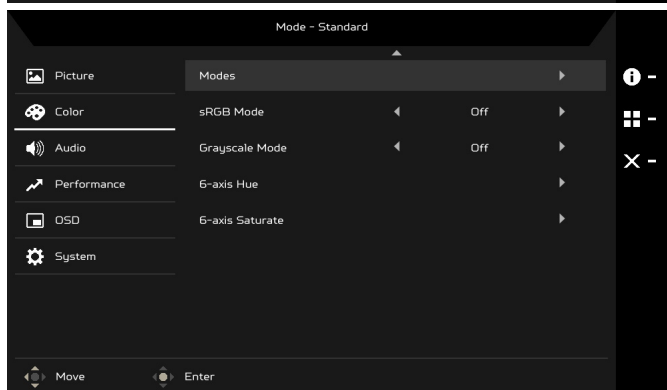 Mode - Standard
Picture
Modes
Color
sRGB Mode
Off
Audio
Grayscale Mode
Off
Performance
6-axis Hue
OSD
6-axis Saturate
System
Move
Enter